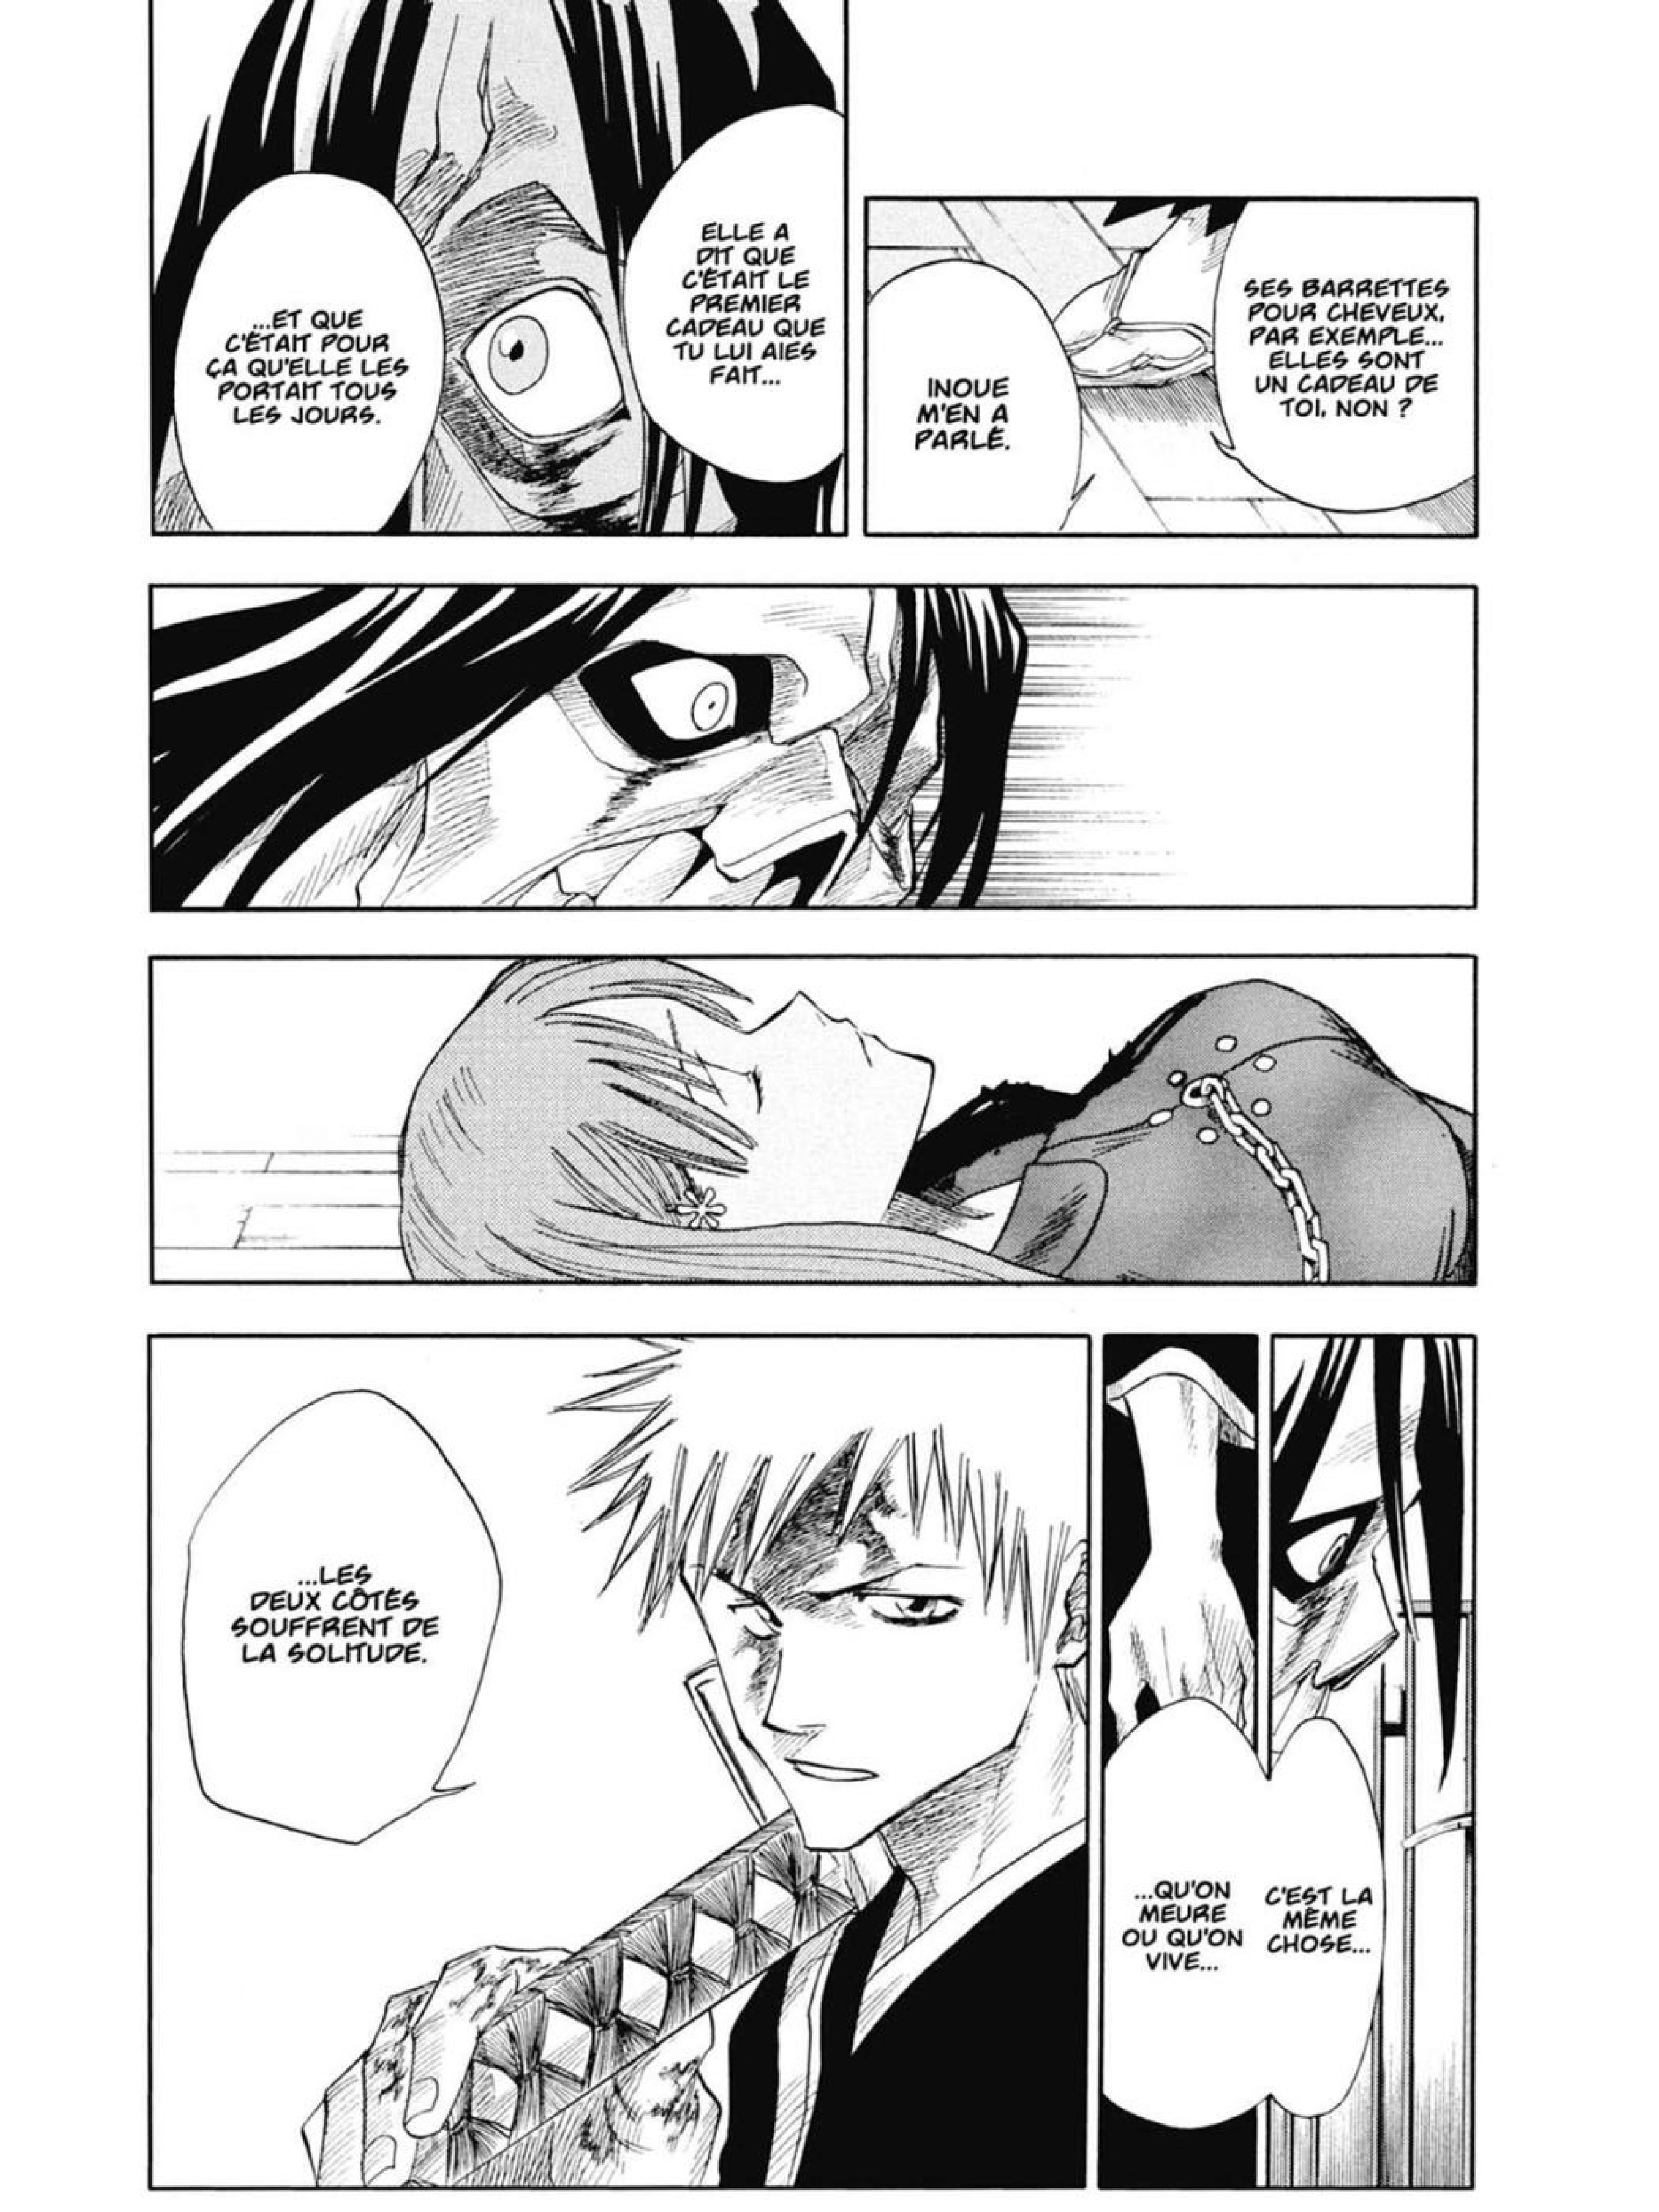 SES BARRETTES
POUR CHEVEUX,
PAR EXEMPLE...
ELLES SONT
UN CADEAU DE
TOI, NON ?
INOUE
M'EN A
PARLÉ.
ELLE A
DIT QUE
C'ÉTAIT LE
PREMIER
CADEAU QUE
TU LUI AIES
FAIT...
...ET QUE
C'ÉTAIT POUR
ÇA QU'ELLE LES
PORTAIT TOUS
LES JOURS.
C'EST LA
MÊME
CHOSE...
...QU'ON
MEURE
OU QU'ON
VIVE...
...LES
DEUX CÔTÉS
SOUFFRENT DE
LA SOLITUDE.